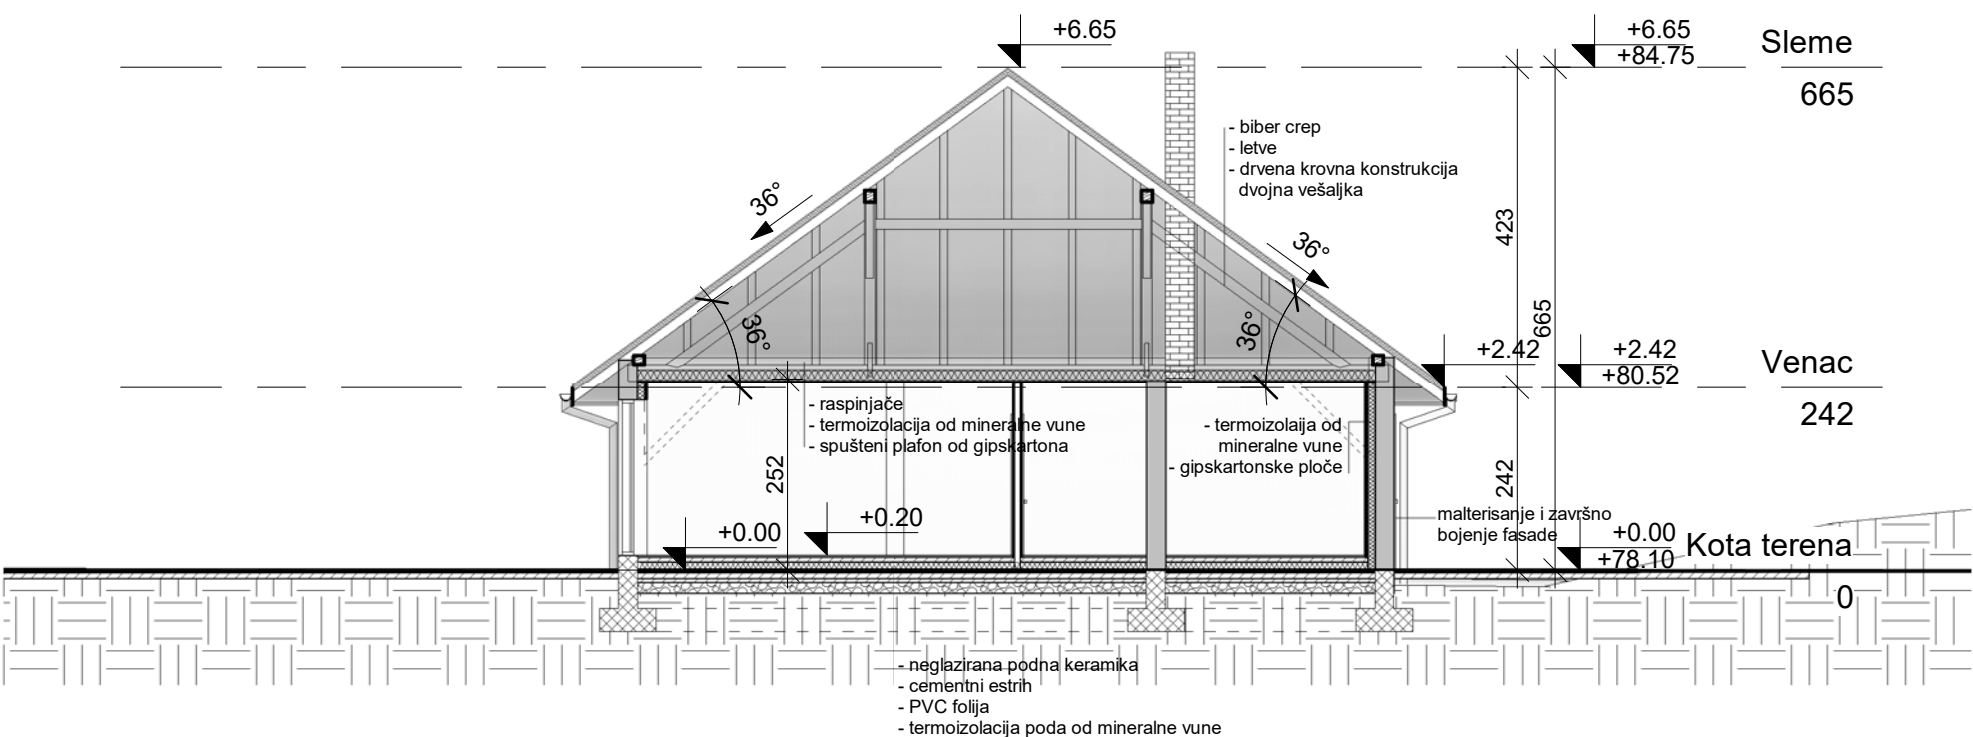 +6.65
+6.65
+84.75
Sleme
665
- biber crep
- letve
- drvena krovna konstrukcija
dvojna vešaljka
36°
36°
423
665
36°
36°
+2.42
+2.42
+80.52
Venac
242
- raspinjače
- termoizolacija od mineralne vune
- spušteni plafon od gipskartona
- termoizolaija od
mineralne vune
- gipskartonske ploče
252
242
+0.00
+0.20
malterisanje i završno
bojenje fasade
+0.00
+78.10
Kota terena
0
- neglazirana podna keramika
- cementni estrih
- PVC folija
- termoizolacija poda od mineralne vune